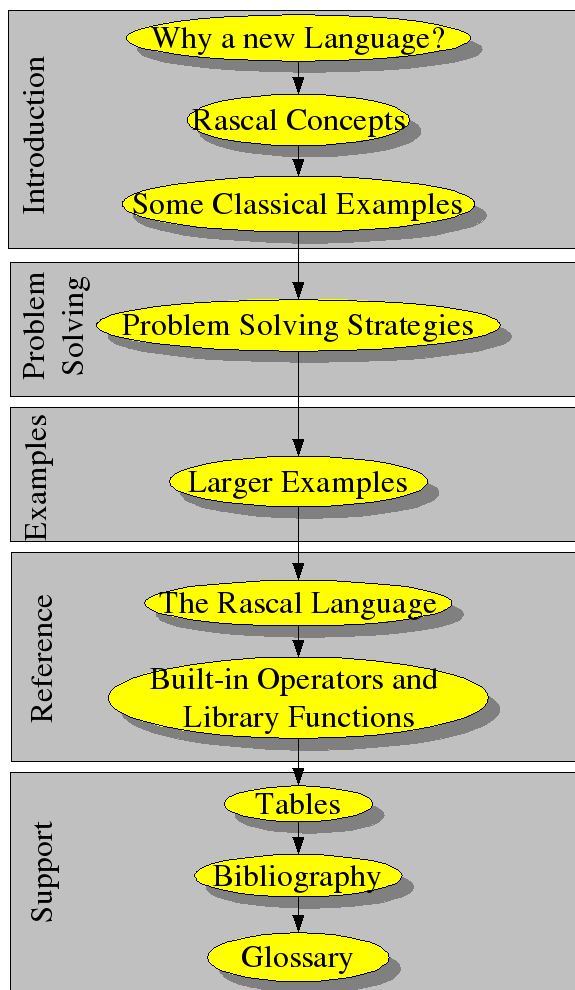 Introduction
Why a new Language?
Rascal Concepts
Some Classical Examples
Problem
Solving
Problem Solving Strategies
Examples
Larger Examples
Reference
The Rascal Language
Built-in Operators and
Library Functions
Support
Tables
Bibliography
Glossary